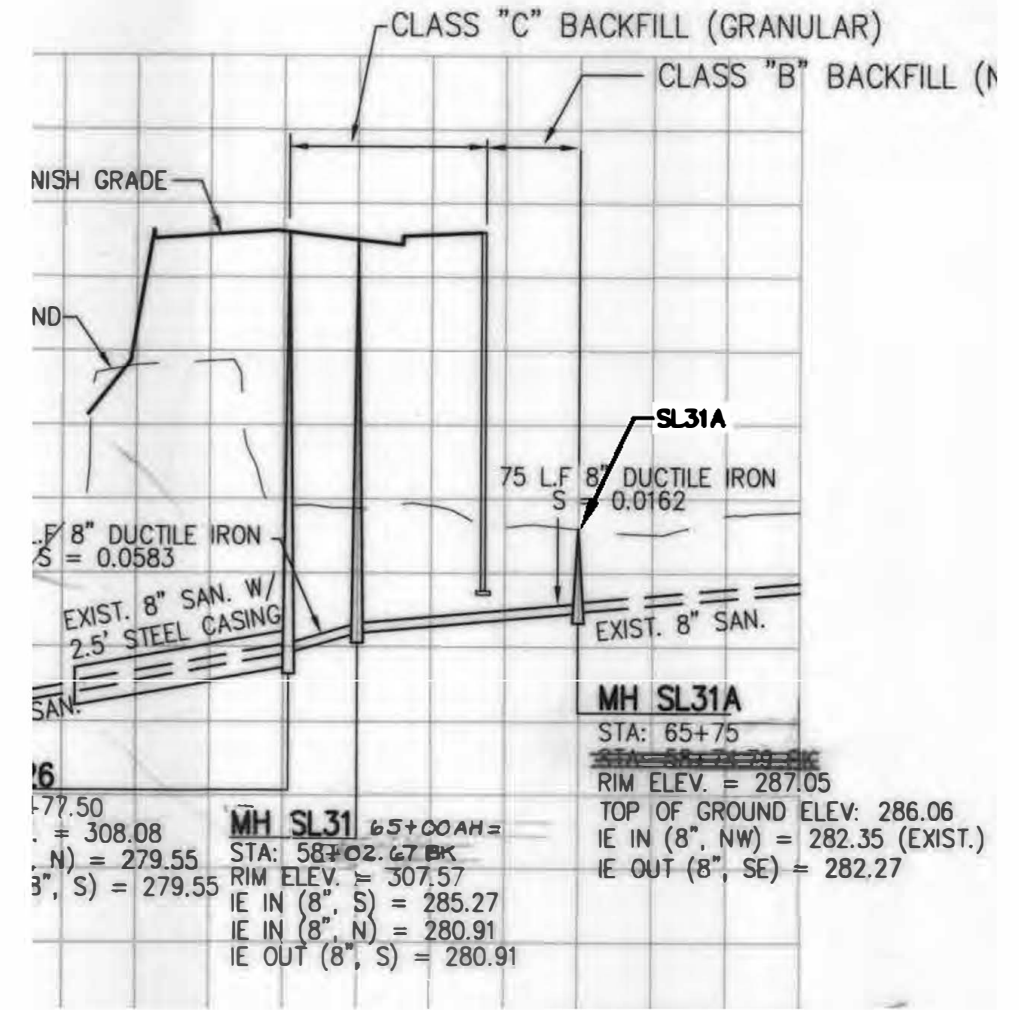 CLASS "C" BACKFILL (GRANULAR)
CLASS "B" BACKFILL (N
NISH GRADE
ND
SL31A
75 L.F 8" DUCTILE IRON
S = 0.0162
L.F 8" DUCTILE IRON
S = 0.0583
EXIST. 8" SAN. W/
2.5' STEEL CASING
EXIST. 8" SAN.
SAN.
26
+77.50
. = 308.08
, N) = 279.55
8", S) = 279.55
MH SL31 65+00AH=
STA: 58+02.67 BK
RIM ELEV. = 307.57
IE IN (8", S) = 285.27
IE IN (8", N) = 280.91
IE OUT (8", S) = 280.91
MH SL31A
STA: 65+75
RIM ELEV. = 287.05
TOP OF GROUND ELEV: 286.06
IE IN (8", NW) = 282.35 (EXIST.)
IE OUT (8", SE) = 282.27